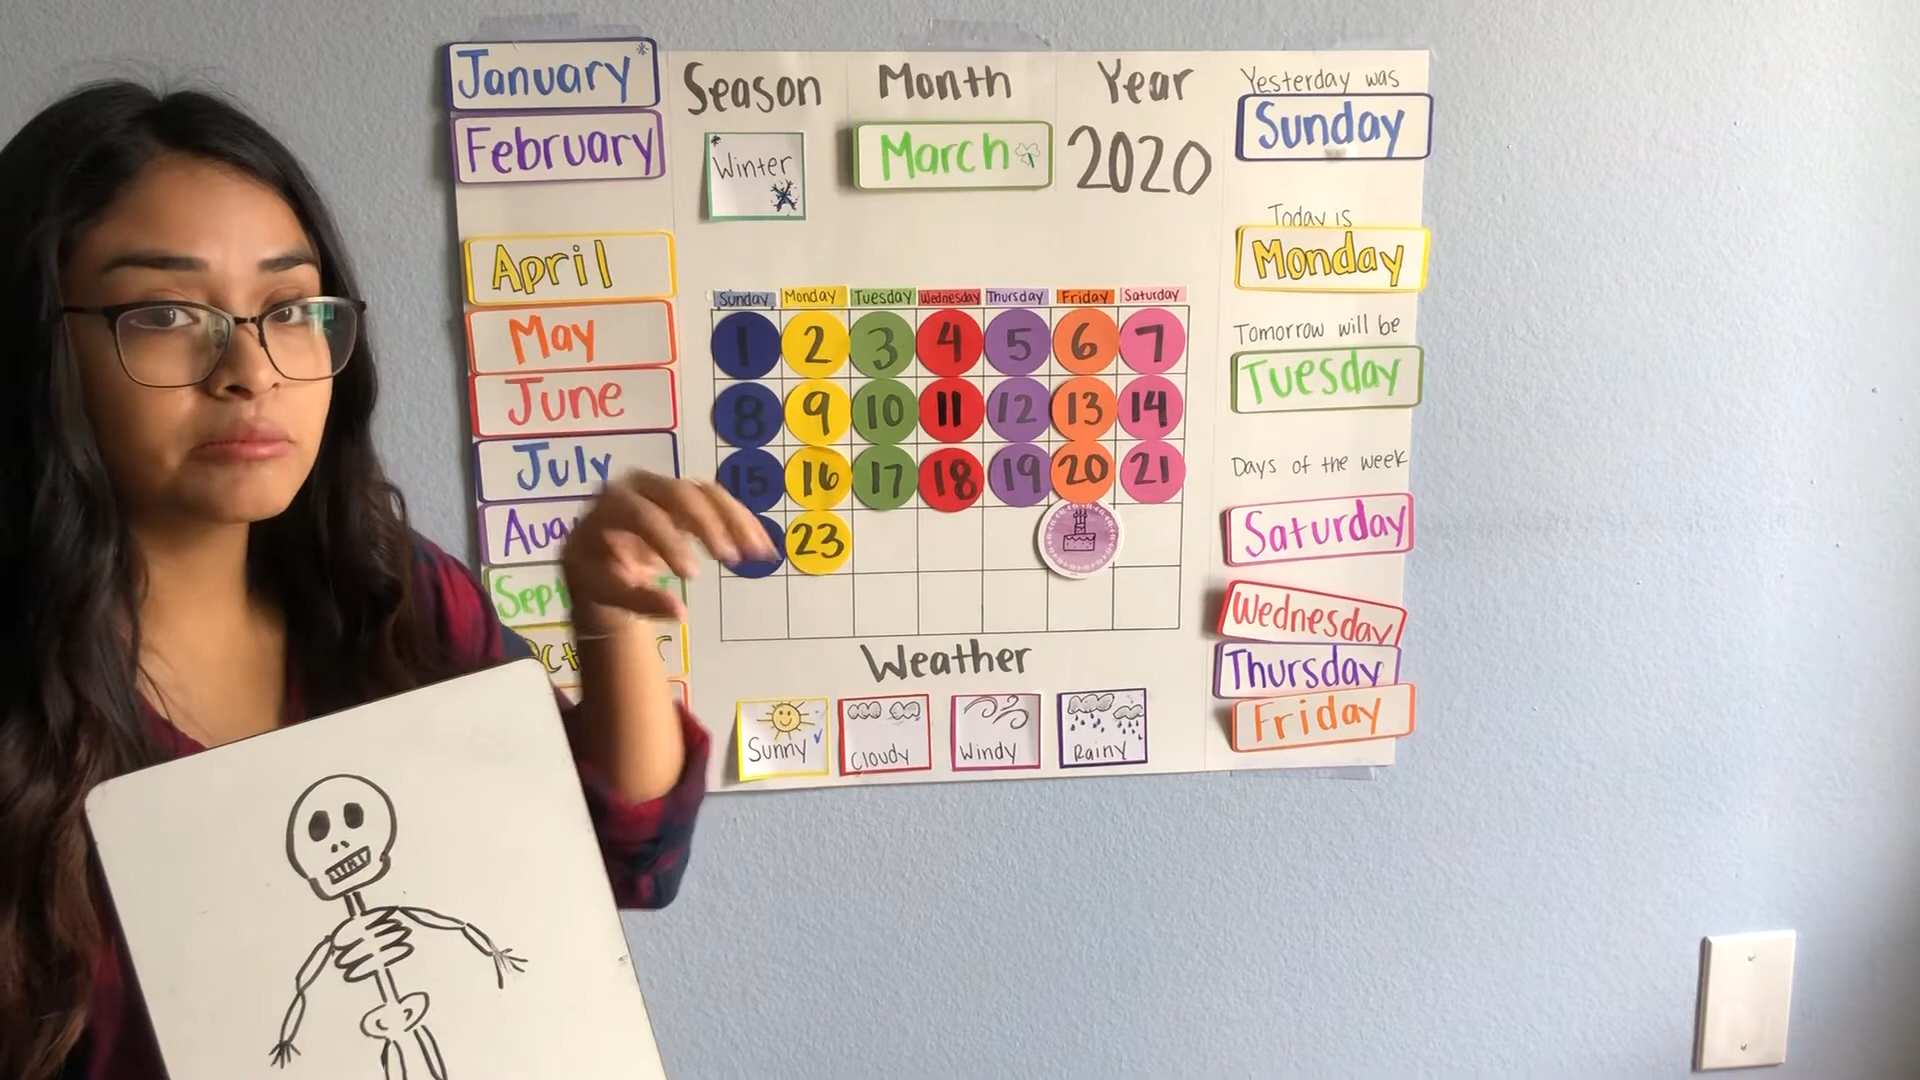 January
February
April
May
June
July
Sept
Season
Month
Year
Winter
March
2020
Sunday Monday Tuesday Wednesday Thursday Friday Saturday
1 2 3 4 5 6 7
8 9 10 11 12 13 14
15 16 17 18 19 20 21
23
Weather
Sunny
Cloudy
Windy
Rainy
Yesterday was
Sunday
Today is
Monday
Tomorrow will be
Tuesday
Days of the week
Saturday
Wednesday
Thursday
Friday